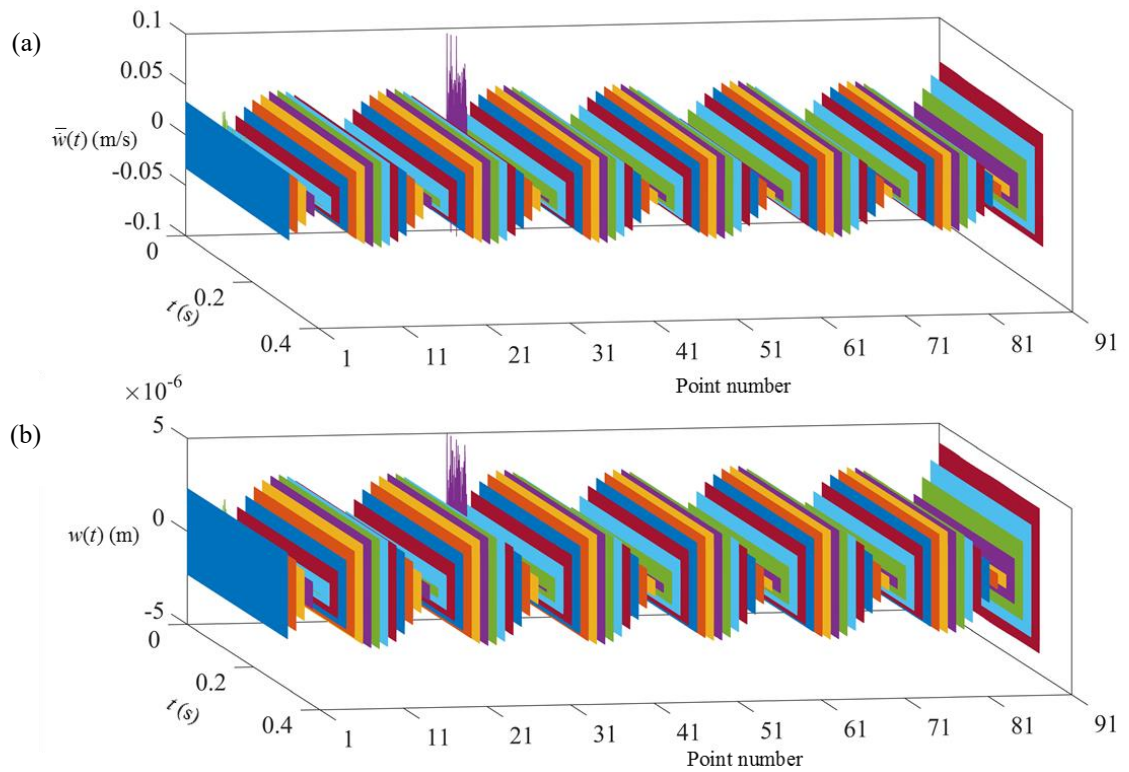 (a)
0.1
0.05
0
w̅(t) (m/s)
-0.05
-0.1
0
0.2
t (s)
0.4
1 11 21 31 41 51 61 71 81 91
Point number
×10⁻⁶
(b)
5
0
w(t) (m)
-5
0
0.2
t (s)
0.4
1 11 21 31 41 51 61 71 81 91
Point number